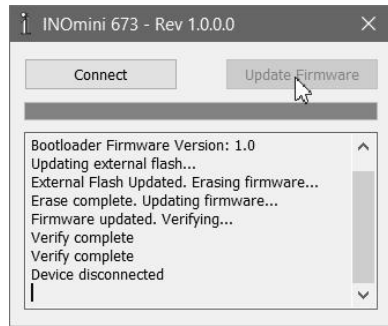 INOmini 673 - Rev 1.0.0.0
Connect
Update Firmware
Bootloader Firmware Version: 1.0
Updating external flash...
External Flash Updated. Erasing firmware...
Erase complete. Updating firmware...
Firmware updated. Verifying...
Verify complete
Verify complete
Device disconnected